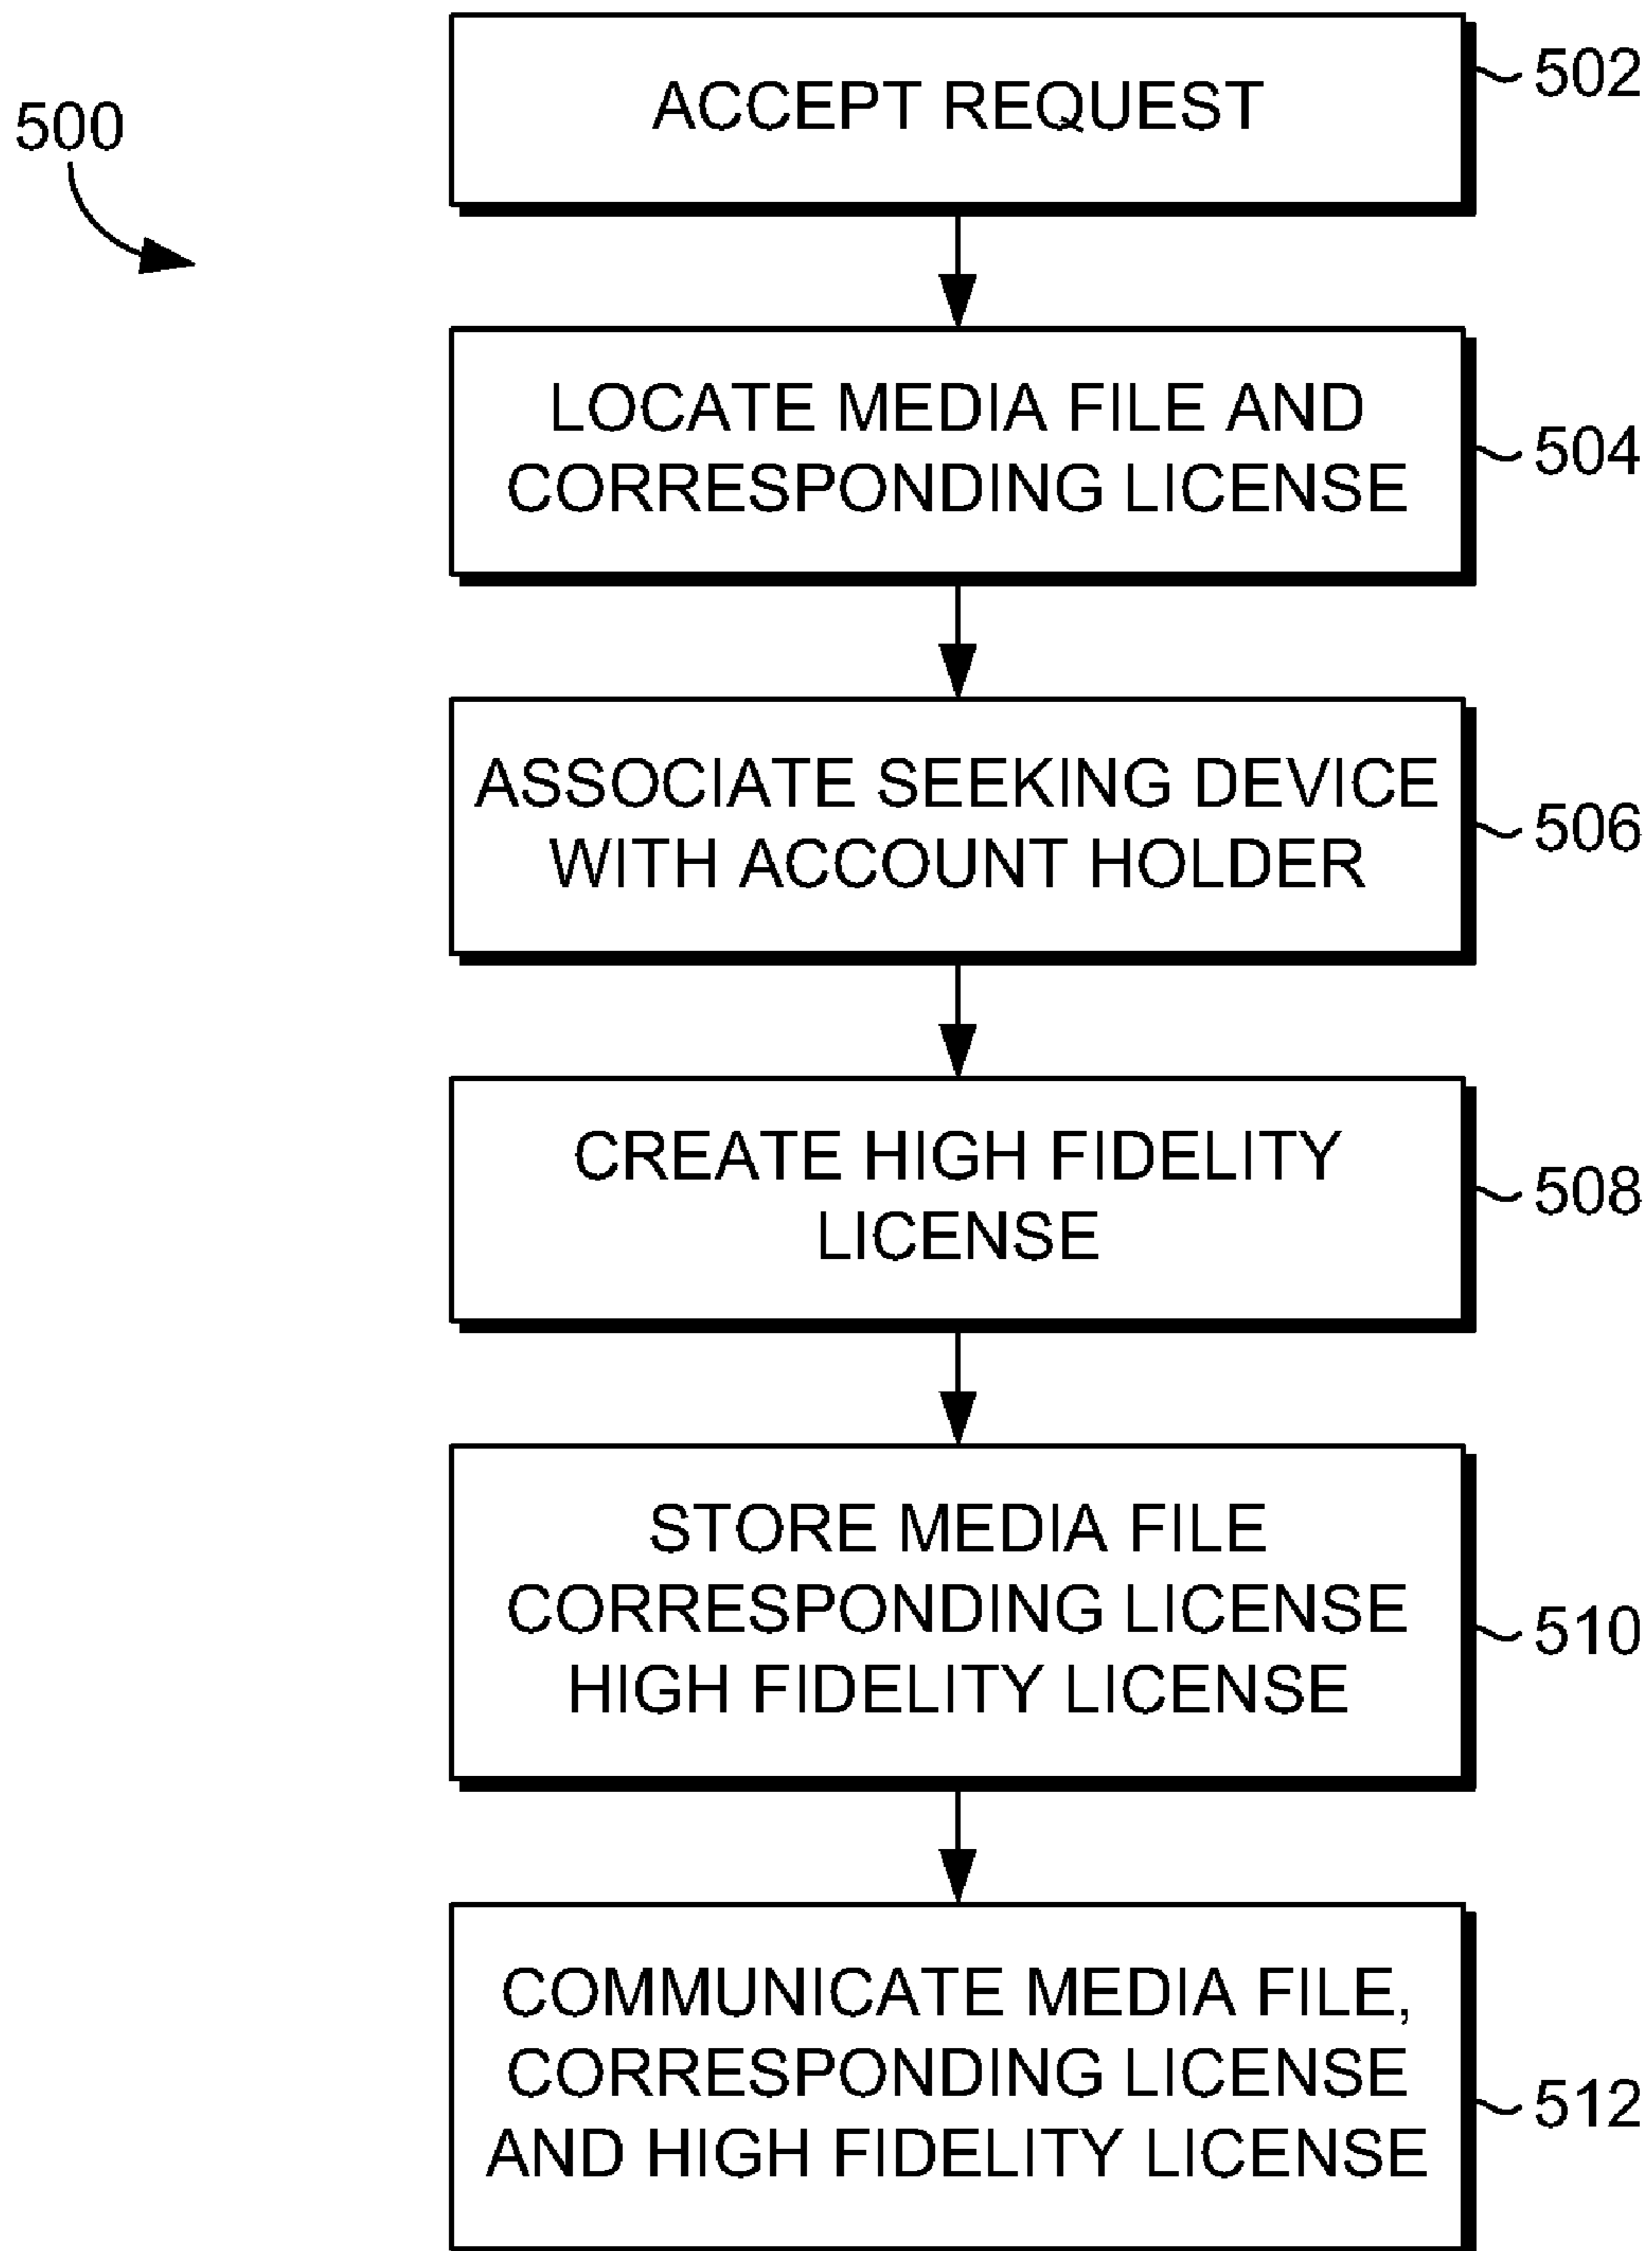 500
ACCEPT REQUEST
502
LOCATE MEDIA FILE AND
CORRESPONDING LICENSE
504
ASSOCIATE SEEKING DEVICE
WITH ACCOUNT HOLDER
506
CREATE HIGH FIDELITY
LICENSE
508
STORE MEDIA FILE
CORRESPONDING LICENSE
HIGH FIDELITY LICENSE
510
COMMUNICATE MEDIA FILE,
CORRESPONDING LICENSE
AND HIGH FIDELITY LICENSE
512